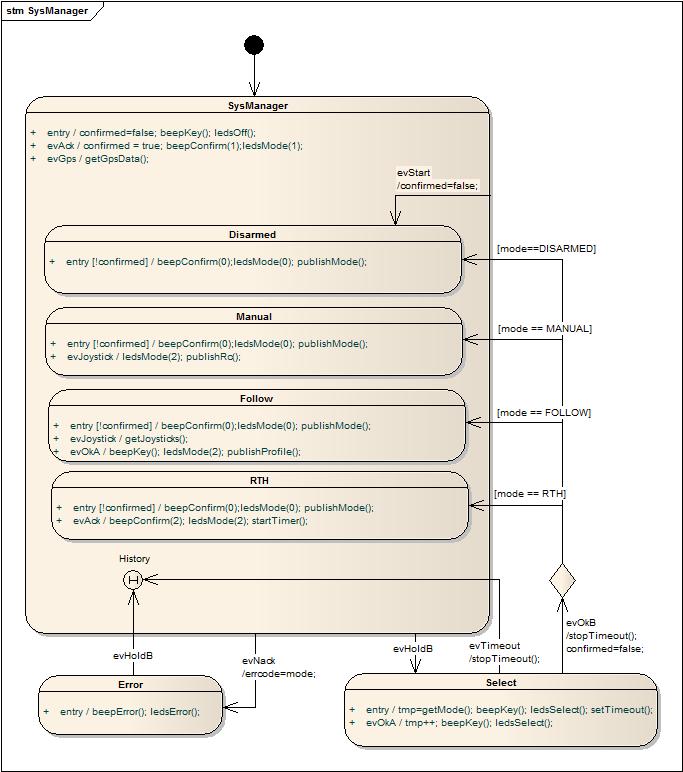 stm SysManager
SysManager
+ entry / confirmed=false; beepKey(); ledsOff();
+ evAck / confirmed = true; beepConfirm(1);ledsMode(1);
+ evGps / getGpsData();
evStart
/confirmed=false;
Disarmed
+ entry [!confirmed] / beepConfirm(0);ledsMode(0); publishMode();
[mode==DISARMED]
Manual
+ entry [!confirmed] / beepConfirm(0);ledsMode(0); publishMode();
+ evJoystick / ledsMode(2); publishRc();
[mode == MANUAL]
Follow
+ entry [!confirmed] / beepConfirm(0);ledsMode(0); publishMode();
+ evJoystick / getJoysticks();
+ evOkA / beepKey(); ledsMode(2); publishProfile();
[mode == FOLLOW]
RTH
+ entry [!confirmed] / beepConfirm(0);ledsMode(0); publishMode();
+ evAck / beepConfirm(2); ledsMode(2); startTimer();
[mode == RTH]
History
H
evHoldB
evNack
/errcode=mode;
evHoldB
evTimeout
/stopTimeout();
evOkB
/stopTimeout();
confirmed=false;
Error
+ entry / beepError(); ledsError();
Select
+ entry / tmp=getMode(); beepKey(); ledsSelect(); setTimeout();
+ evOkA / tmp++; beepKey(); ledsSelect();